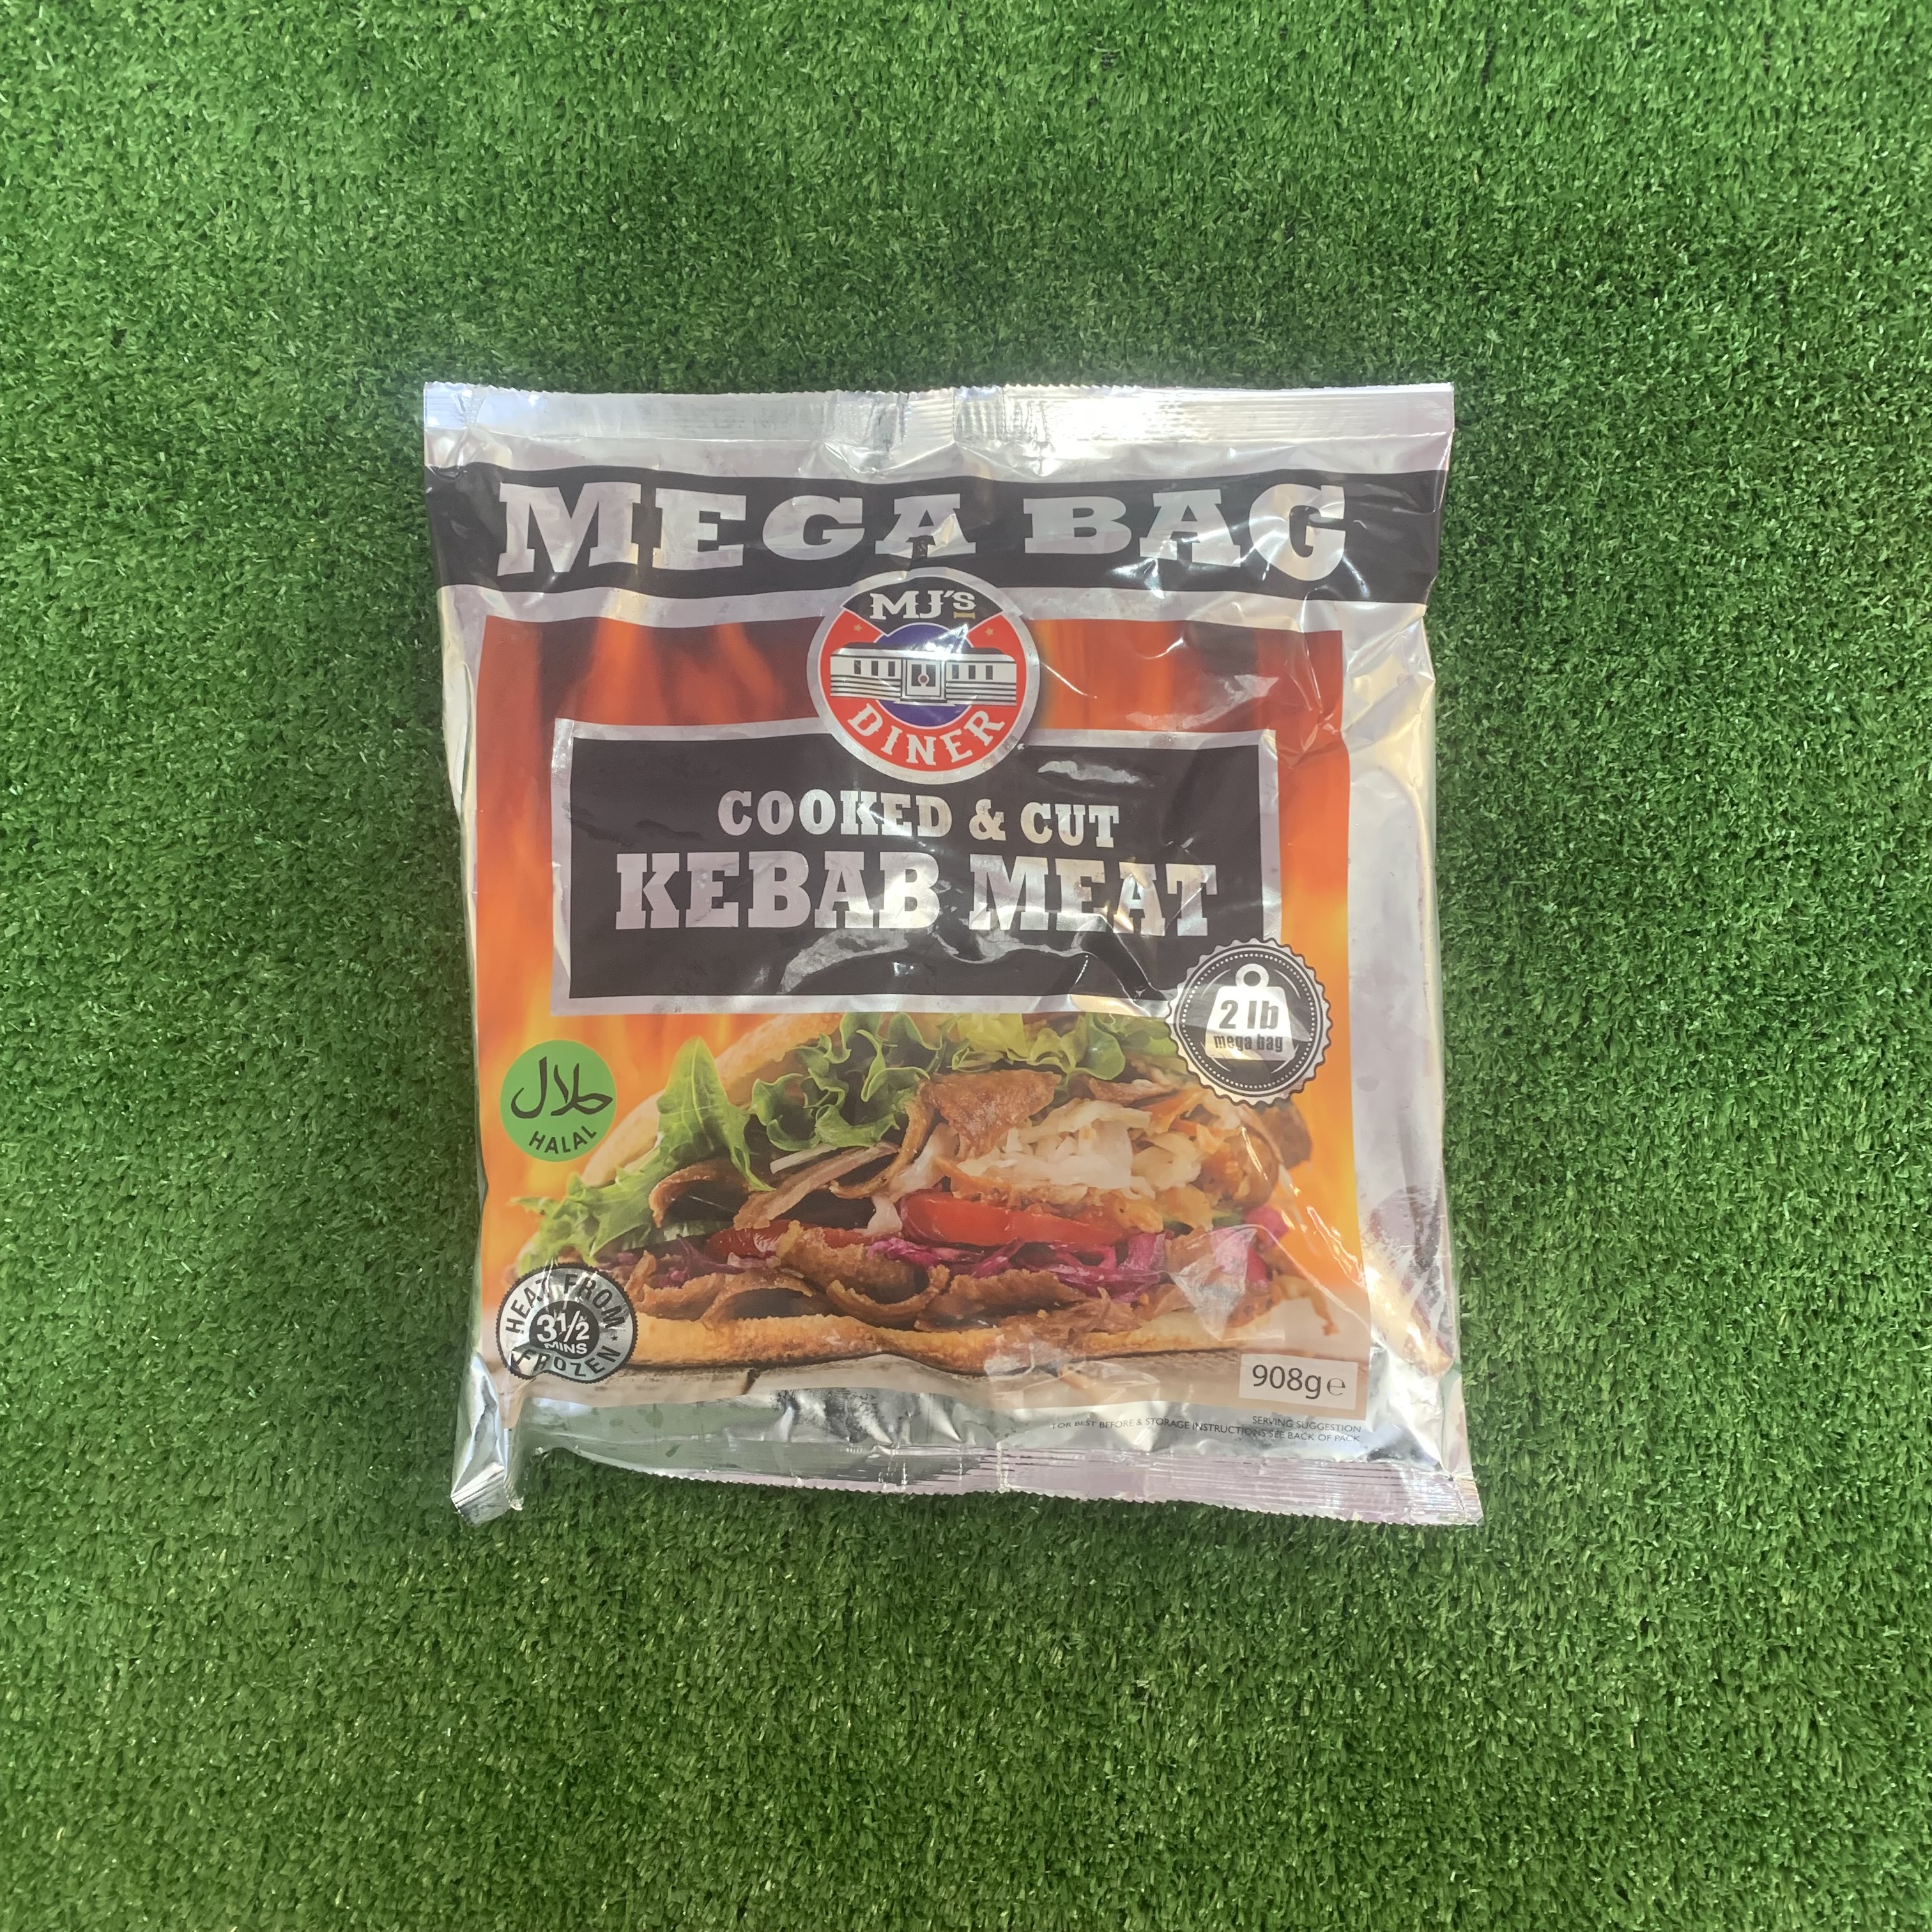 MEGA BAG
MJ'S
DINER
COOKED & CUT
KEBAB MEAT
2 lb
mega bag
حلال
HALAL
HEAT FROM
3½
MINS
FROZEN
908g e
SERVING SUGGESTION
FOR BEST BEFORE & STORAGE INSTRUCTIONS SEE BACK OF PACK